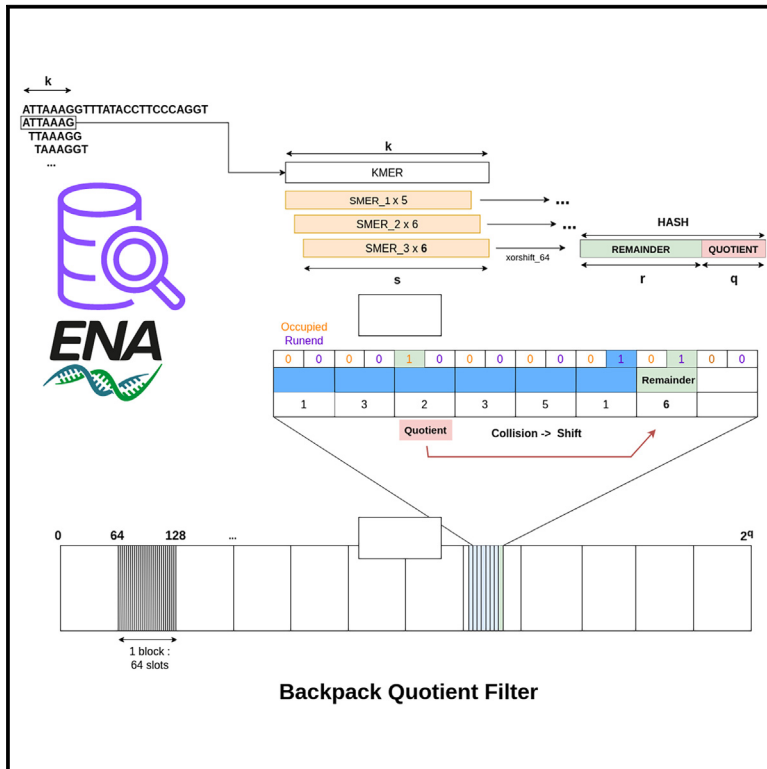 k
ATTAAAGGTTTATACCTTCCCAGGT
ATTAAAG
TTAAAGG
TAAAGGT
...
ENA
k
KMER
SMER_1 x 5
...
SMER_2 x 6
...
SMER_3 x 6
xorshift_64
s
HASH
REMAINDER QUOTIENT
r q
Occupied
Runend
0 0 0 0 1 0 0 0 0 0 0 1 0 1 0 0
Remainder
1 3 2 3 5 1 6
Quotient
Collision -> Shift
0 64 128 ... 2^q
1 block :
64 slots
Backpack Quotient Filter